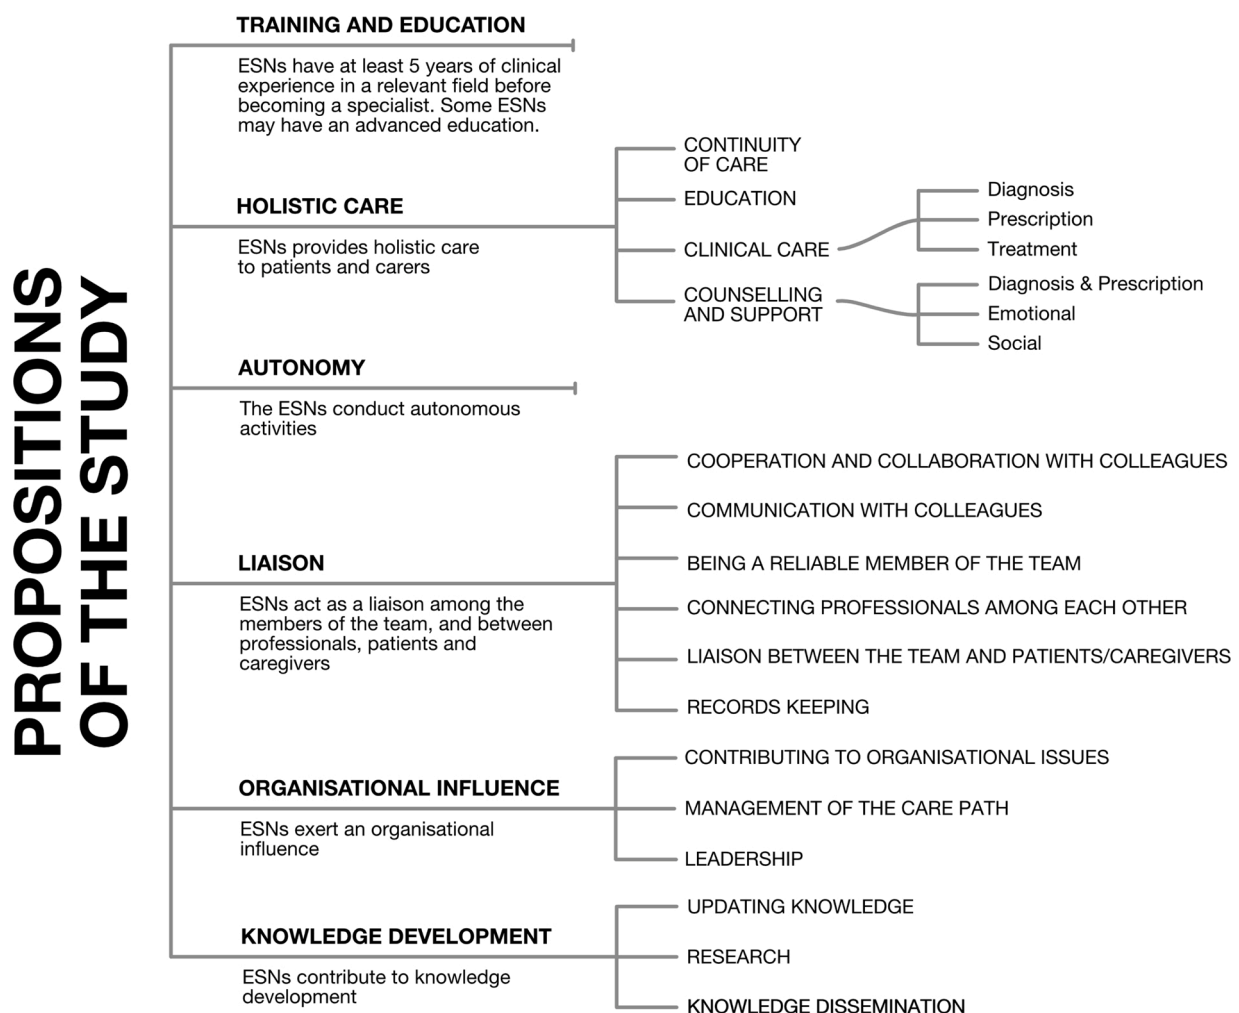 PROPOSITIONS
OF THE STUDY
TRAINING AND EDUCATION
ESNs have at least 5 years of clinical
experience in a relevant field before
becoming a specialist. Some ESNs
may have an advanced education.
HOLISTIC CARE
ESNs provides holistic care
to patients and carers
CONTINUITY
OF CARE
EDUCATION
CLINICAL CARE
Diagnosis
Prescription
Treatment
COUNSELLING
AND SUPPORT
Diagnosis & Prescription
Emotional
Social
AUTONOMY
The ESNs conduct autonomous
activities
LIAISON
ESNs act as a liaison among the
members of the team, and between
professionals, patients and
caregivers
COOPERATION AND COLLABORATION WITH COLLEAGUES
COMMUNICATION WITH COLLEAGUES
BEING A RELIABLE MEMBER OF THE TEAM
CONNECTING PROFESSIONALS AMONG EACH OTHER
LIAISON BETWEEN THE TEAM AND PATIENTS/CAREGIVERS
RECORDS KEEPING
ORGANISATIONAL INFLUENCE
ESNs exert an organisational
influence
CONTRIBUTING TO ORGANISATIONAL ISSUES
MANAGEMENT OF THE CARE PATH
LEADERSHIP
KNOWLEDGE DEVELOPMENT
ESNs contribute to knowledge
development
UPDATING KNOWLEDGE
RESEARCH
KNOWLEDGE DISSEMINATION